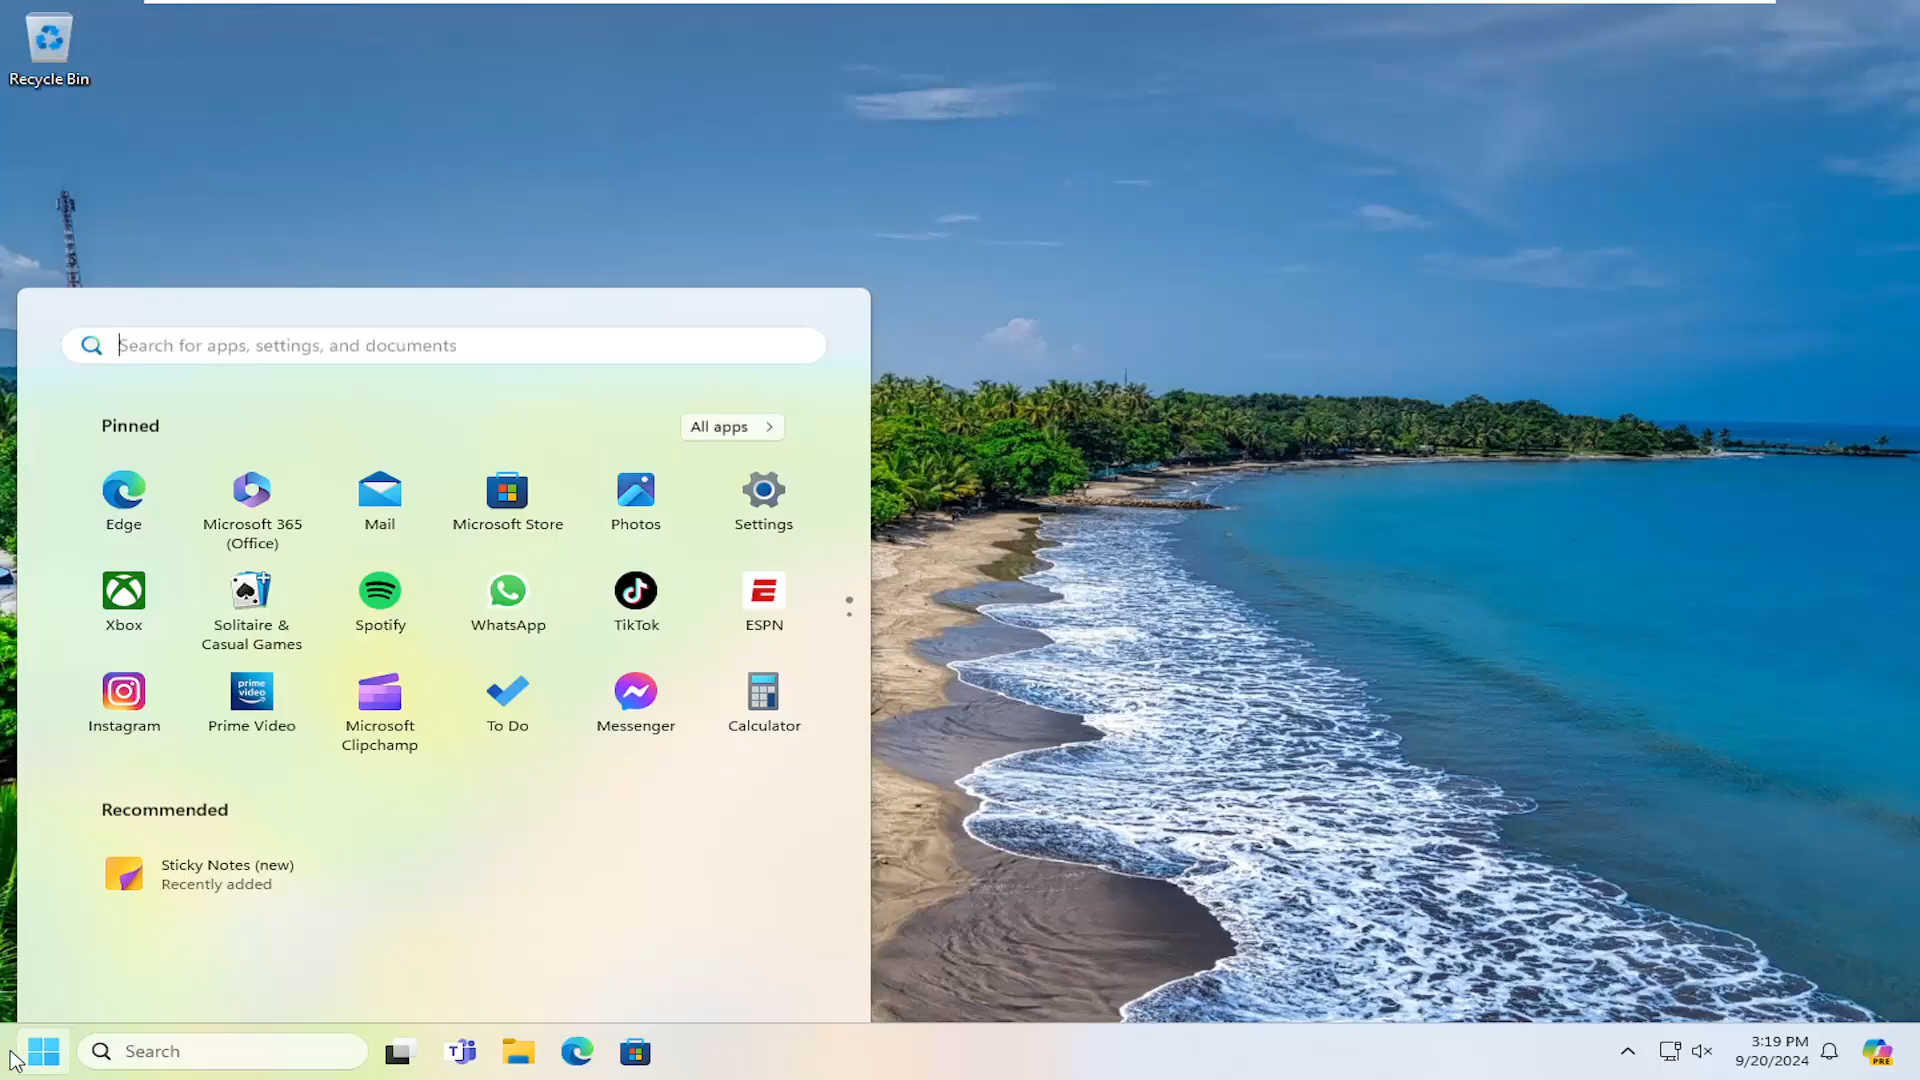 Recycle Bin
Search for apps, settings, and documents
Pinned
All apps
Edge
Microsoft 365
(Office)
Mail
Microsoft Store
Photos
Settings
Xbox
Solitaire &
Casual Games
Spotify
WhatsApp
TikTok
ESPN
prime
video
Instagram
Prime Video
Microsoft
Clipchamp
To Do
Messenger
Calculator
Recommended
Sticky Notes (new)
Recently added
Search
3:19 PM
9/20/2024
PRE